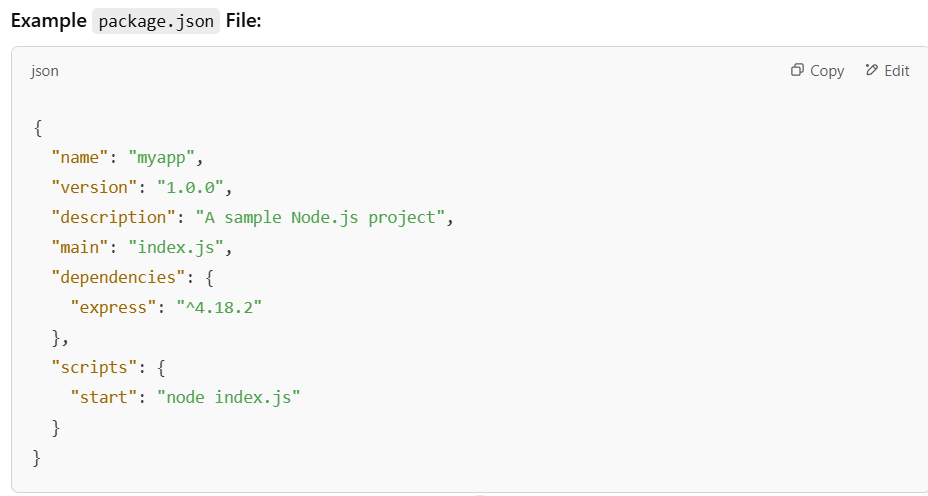 Example package.json File:
json Copy Edit
{
  "name": "myapp",
  "version": "1.0.0",
  "description": "A sample Node.js project",
  "main": "index.js",
  "dependencies": {
    "express": "^4.18.2"
  },
  "scripts": {
    "start": "node index.js"
  }
}